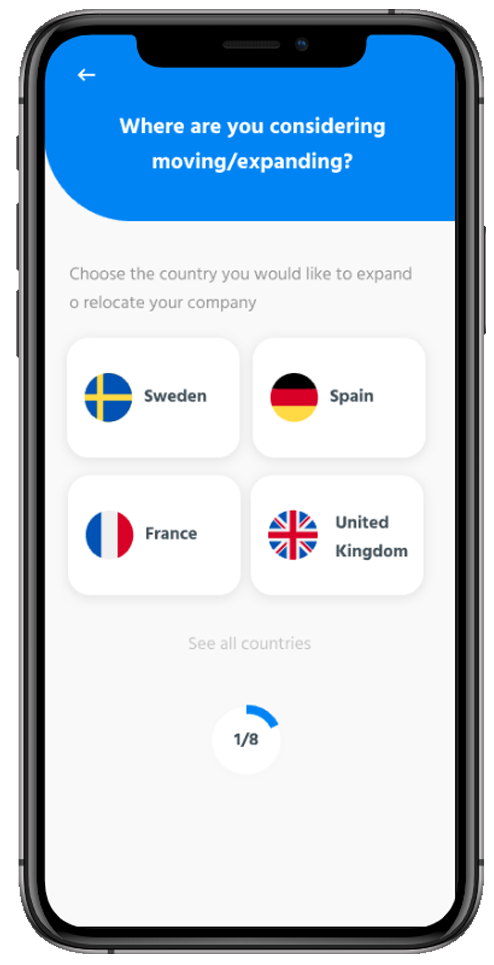 Where are you considering
moving/expanding?
Choose the country you would like to expand
o relocate your company
Sweden
Spain
France
United
Kingdom
See all countries
1/8